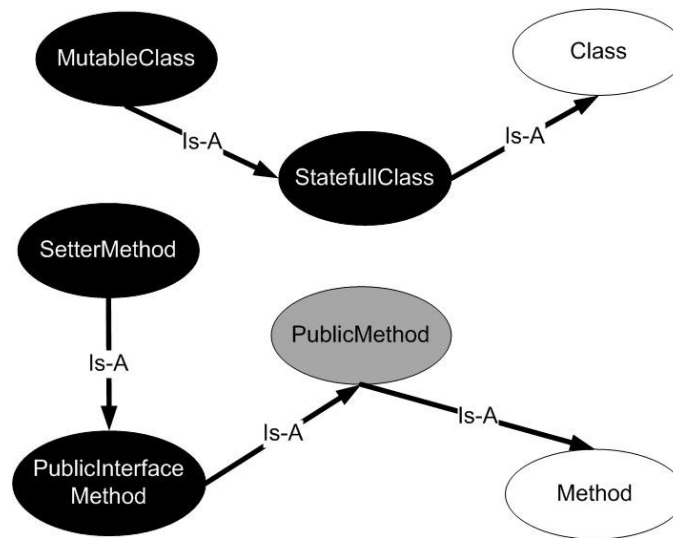 MutableClass
Class
Is-A
Is-A
StatefullClass
SetterMethod
PublicMethod
Is-A
Is-A
Is-A
PublicInterface
Method
Method